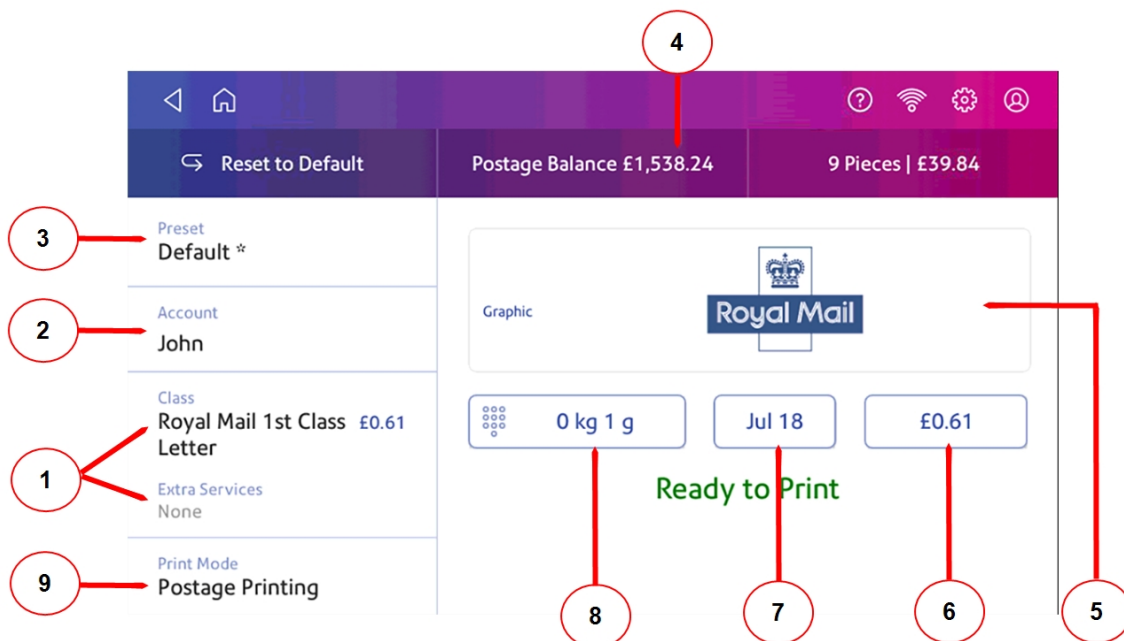 4
Reset to Default
Postage Balance £1,538.24
9 Pieces | £39.84
3
Preset
Default *
2
Account
John
1
Class
Royal Mail 1st Class £0.61
Letter
Extra Services
None
9
Print Mode
Postage Printing
Graphic
Royal Mail
0 kg 1 g
Jul 18
£0.61
Ready to Print
8
7
6
5